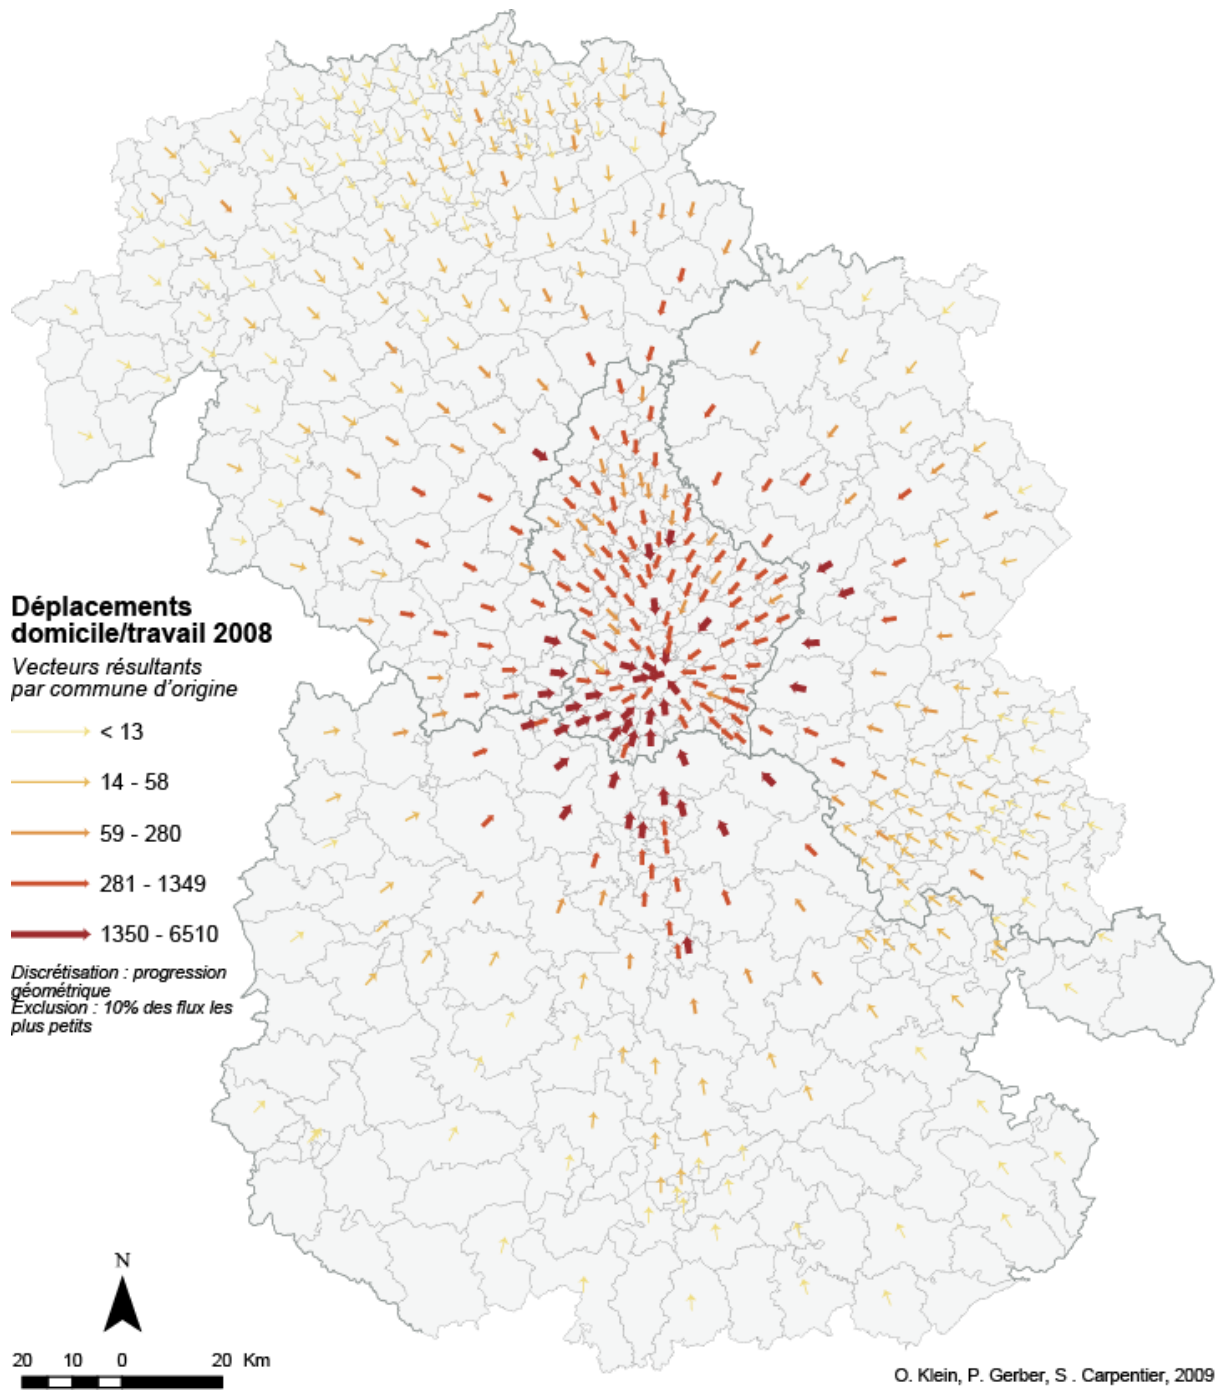 Déplacements
domicile/travail 2008
Vecteurs résultants
par commune d'origine
< 13
14 - 58
59 - 280
281 - 1349
1350 - 6510
Discrétisation : progression
géométrique
Exclusion : 10% des flux les
plus petits
N
20 10 0 20 Km
O. Klein, P. Gerber, S . Carpentier, 2009